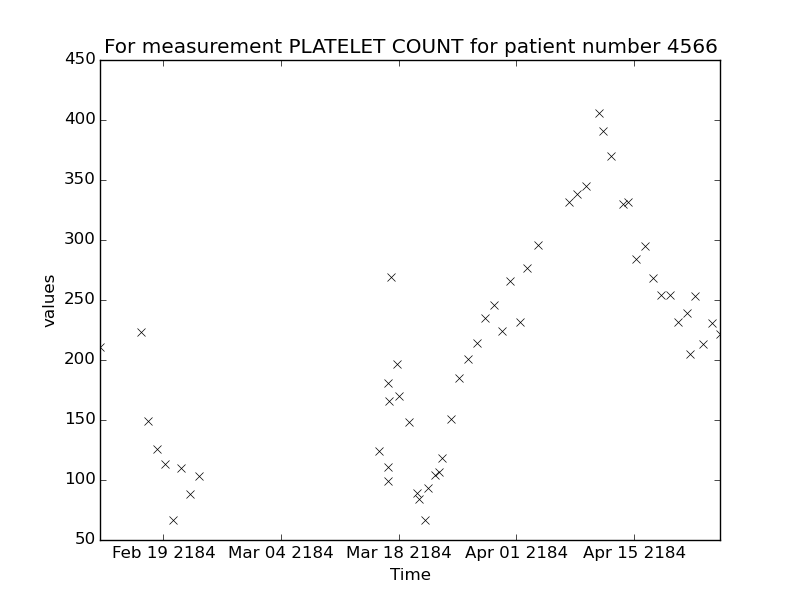 For measurement PLATELET COUNT for patient number 4566
450
400
350
300
250
200
150
100
50
values
Feb 19 2184 Mar 04 2184 Mar 18 2184 Apr 01 2184 Apr 15 2184
Time